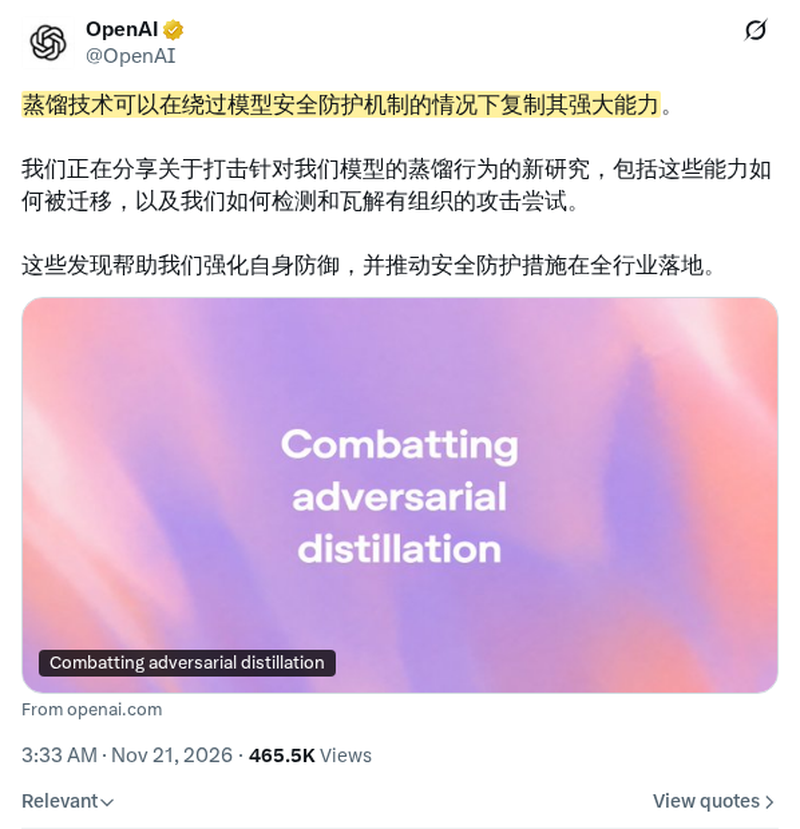 OpenAI
@OpenAI
蒸馏技术可以在绕过模型安全防护机制的情况下复制其强大能力。
我们正在分享关于打击针对我们模型的蒸馏行为的新研究，包括这些能力如
何被迁移，以及我们如何检测和瓦解有组织的攻击尝试。
这些发现帮助我们强化自身防御，并推动安全防护措施在全行业落地。
Combatting
adversarial
distillation
Combatting adversarial distillation
From openai.com
3:33 AM · Nov 21, 2026 · 465.5K Views
Relevant
View quotes